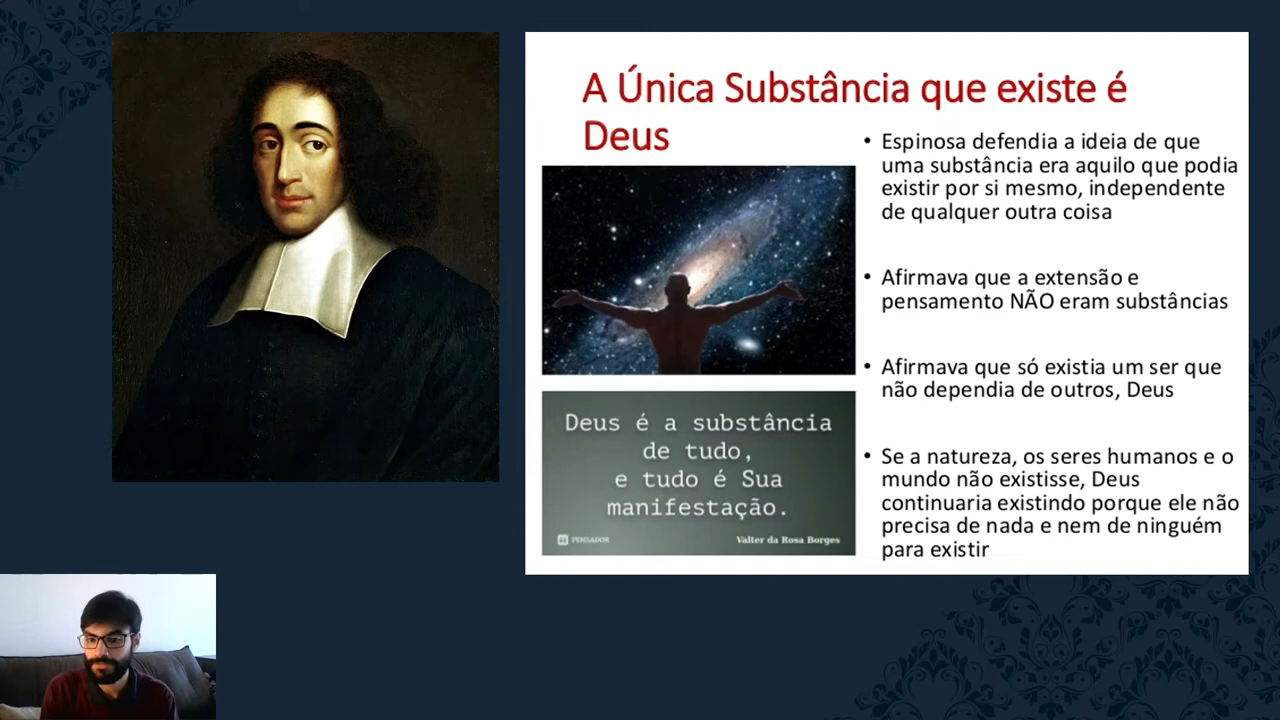 A Única Substância que existe é
Deus
• Espinosa defendia a ideia de que
uma substância era aquilo que podia
existir por si mesmo, independente
de qualquer outra coisa
• Afirmava que a extensão e
pensamento NÃO eram substâncias
• Afirmava que só existia um ser que
não dependia de outros, Deus
• Se a natureza, os seres humanos e o
mundo não existisse, Deus
continuaria existindo porque ele não
precisa de nada e nem de ninguém
para existir
Deus é a substância
de tudo,
e tudo é Sua
manifestação.
PENSADOR
Valter da Rosa Borges